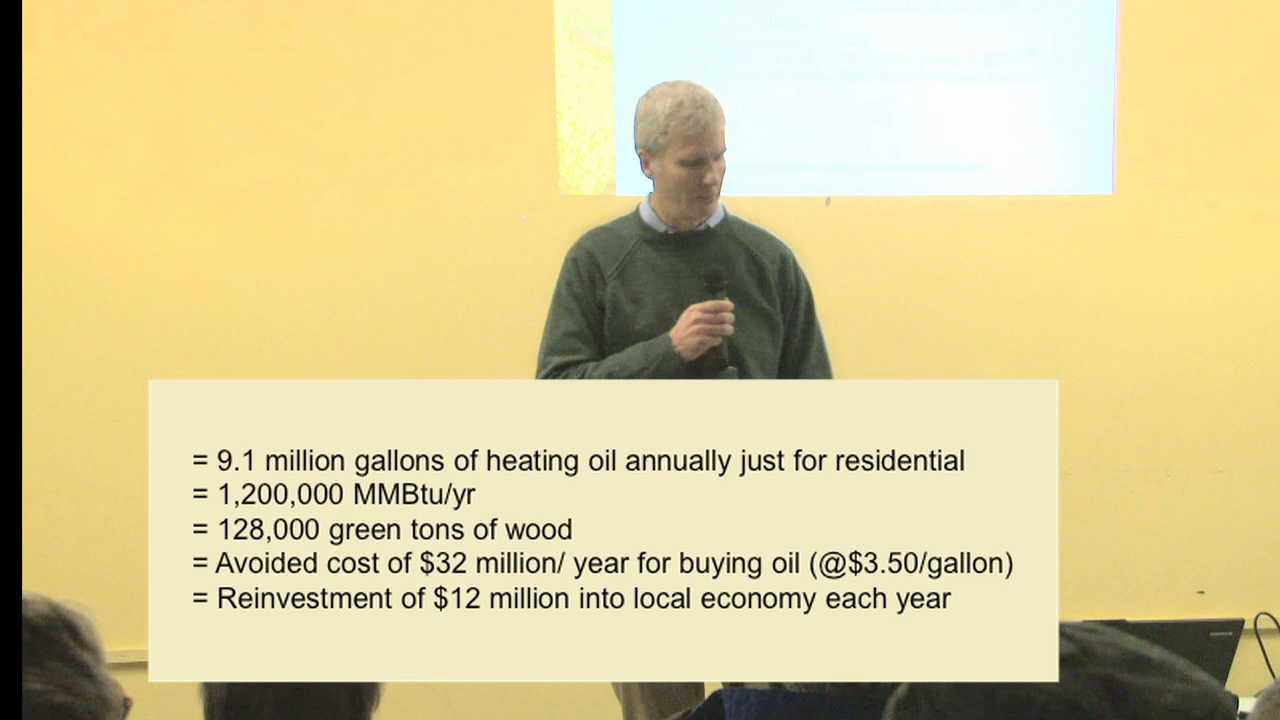 = 9.1 million gallons of heating oil annually just for residential
= 1,200,000 MMBtu/yr
= 128,000 green tons of wood
= Avoided cost of $32 million/ year for buying oil (@$3.50/gallon)
= Reinvestment of $12 million into local economy each year